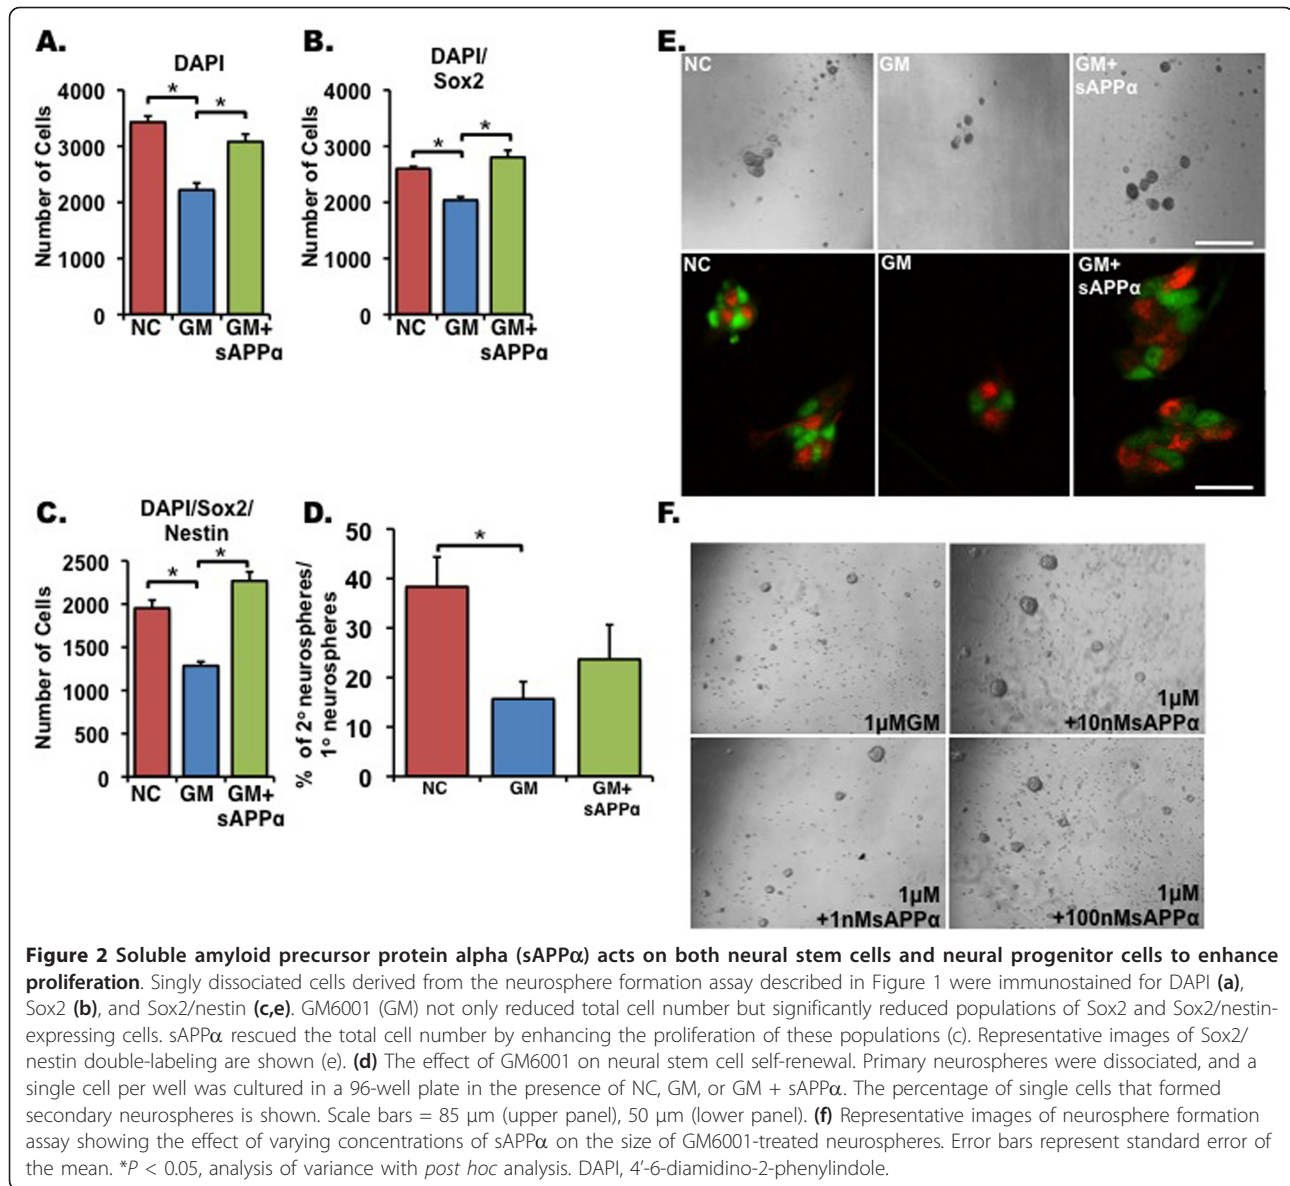 A.
DAPI
Number of Cells
4000
3000
2000
1000
0
*
*
NC
GM
GM+
sAPPα
B.
DAPI/
Sox2
Number of Cells
4000
3000
2000
1000
0
*
*
NC
GM
GM+
sAPPα
C.
DAPI/Sox2/
Nestin
Number of Cells
2500
2000
1500
1000
500
0
*
*
NC
GM
GM+
sAPPα
D.
% of 2° neurospheres/
1° neurospheres
50
40
30
20
10
0
*
NC
GM
GM+
sAPPα
E.
NC
GM
GM+
sAPPα
NC
GM
GM+
sAPPα
F.
1µMGM
1µM
+10nMsAPPα
1µM
+1nMsAPPα
1µM
+100nMsAPPα
Figure 2 Soluble amyloid precursor protein alpha (sAPPα) acts on both neural stem cells and neural progenitor cells to enhance
proliferation. Singly dissociated cells derived from the neurosphere formation assay described in Figure 1 were immunostained for DAPI (a),
Sox2 (b), and Sox2/nestin (c,e). GM6001 (GM) not only reduced total cell number but significantly reduced populations of Sox2 and Sox2/nestin-
expressing cells. sAPPα rescued the total cell number by enhancing the proliferation of these populations (c). Representative images of Sox2/
nestin double-labeling are shown (e). (d) The effect of GM6001 on neural stem cell self-renewal. Primary neurospheres were dissociated, and a
single cell per well was cultured in a 96-well plate in the presence of NC, GM, or GM + sAPPα. The percentage of single cells that formed
secondary neurospheres is shown. Scale bars = 85 µm (upper panel), 50 µm (lower panel). (f) Representative images of neurosphere formation
assay showing the effect of varying concentrations of sAPPα on the size of GM6001-treated neurospheres. Error bars represent standard error of
the mean. *P < 0.05, analysis of variance with post hoc analysis. DAPI, 4′-6-diamidino-2-phenylindole.